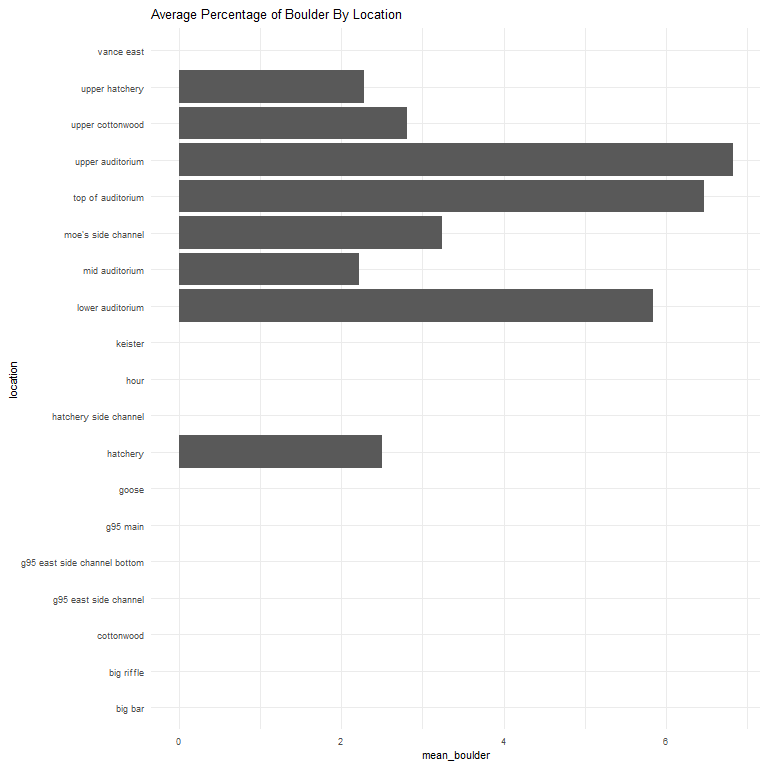 Average Percentage of Boulder By Location
vance east
upper hatchery
upper cottonwood
upper auditorium
top of auditorium
moe's side channel
mid auditorium
lower auditorium
keister
hour
hatchery side channel
hatchery
goose
g95 main
g95 east side channel bottom
g95 east side channel
cottonwood
big riffle
big bar
location
0 2 4 6
mean_boulder